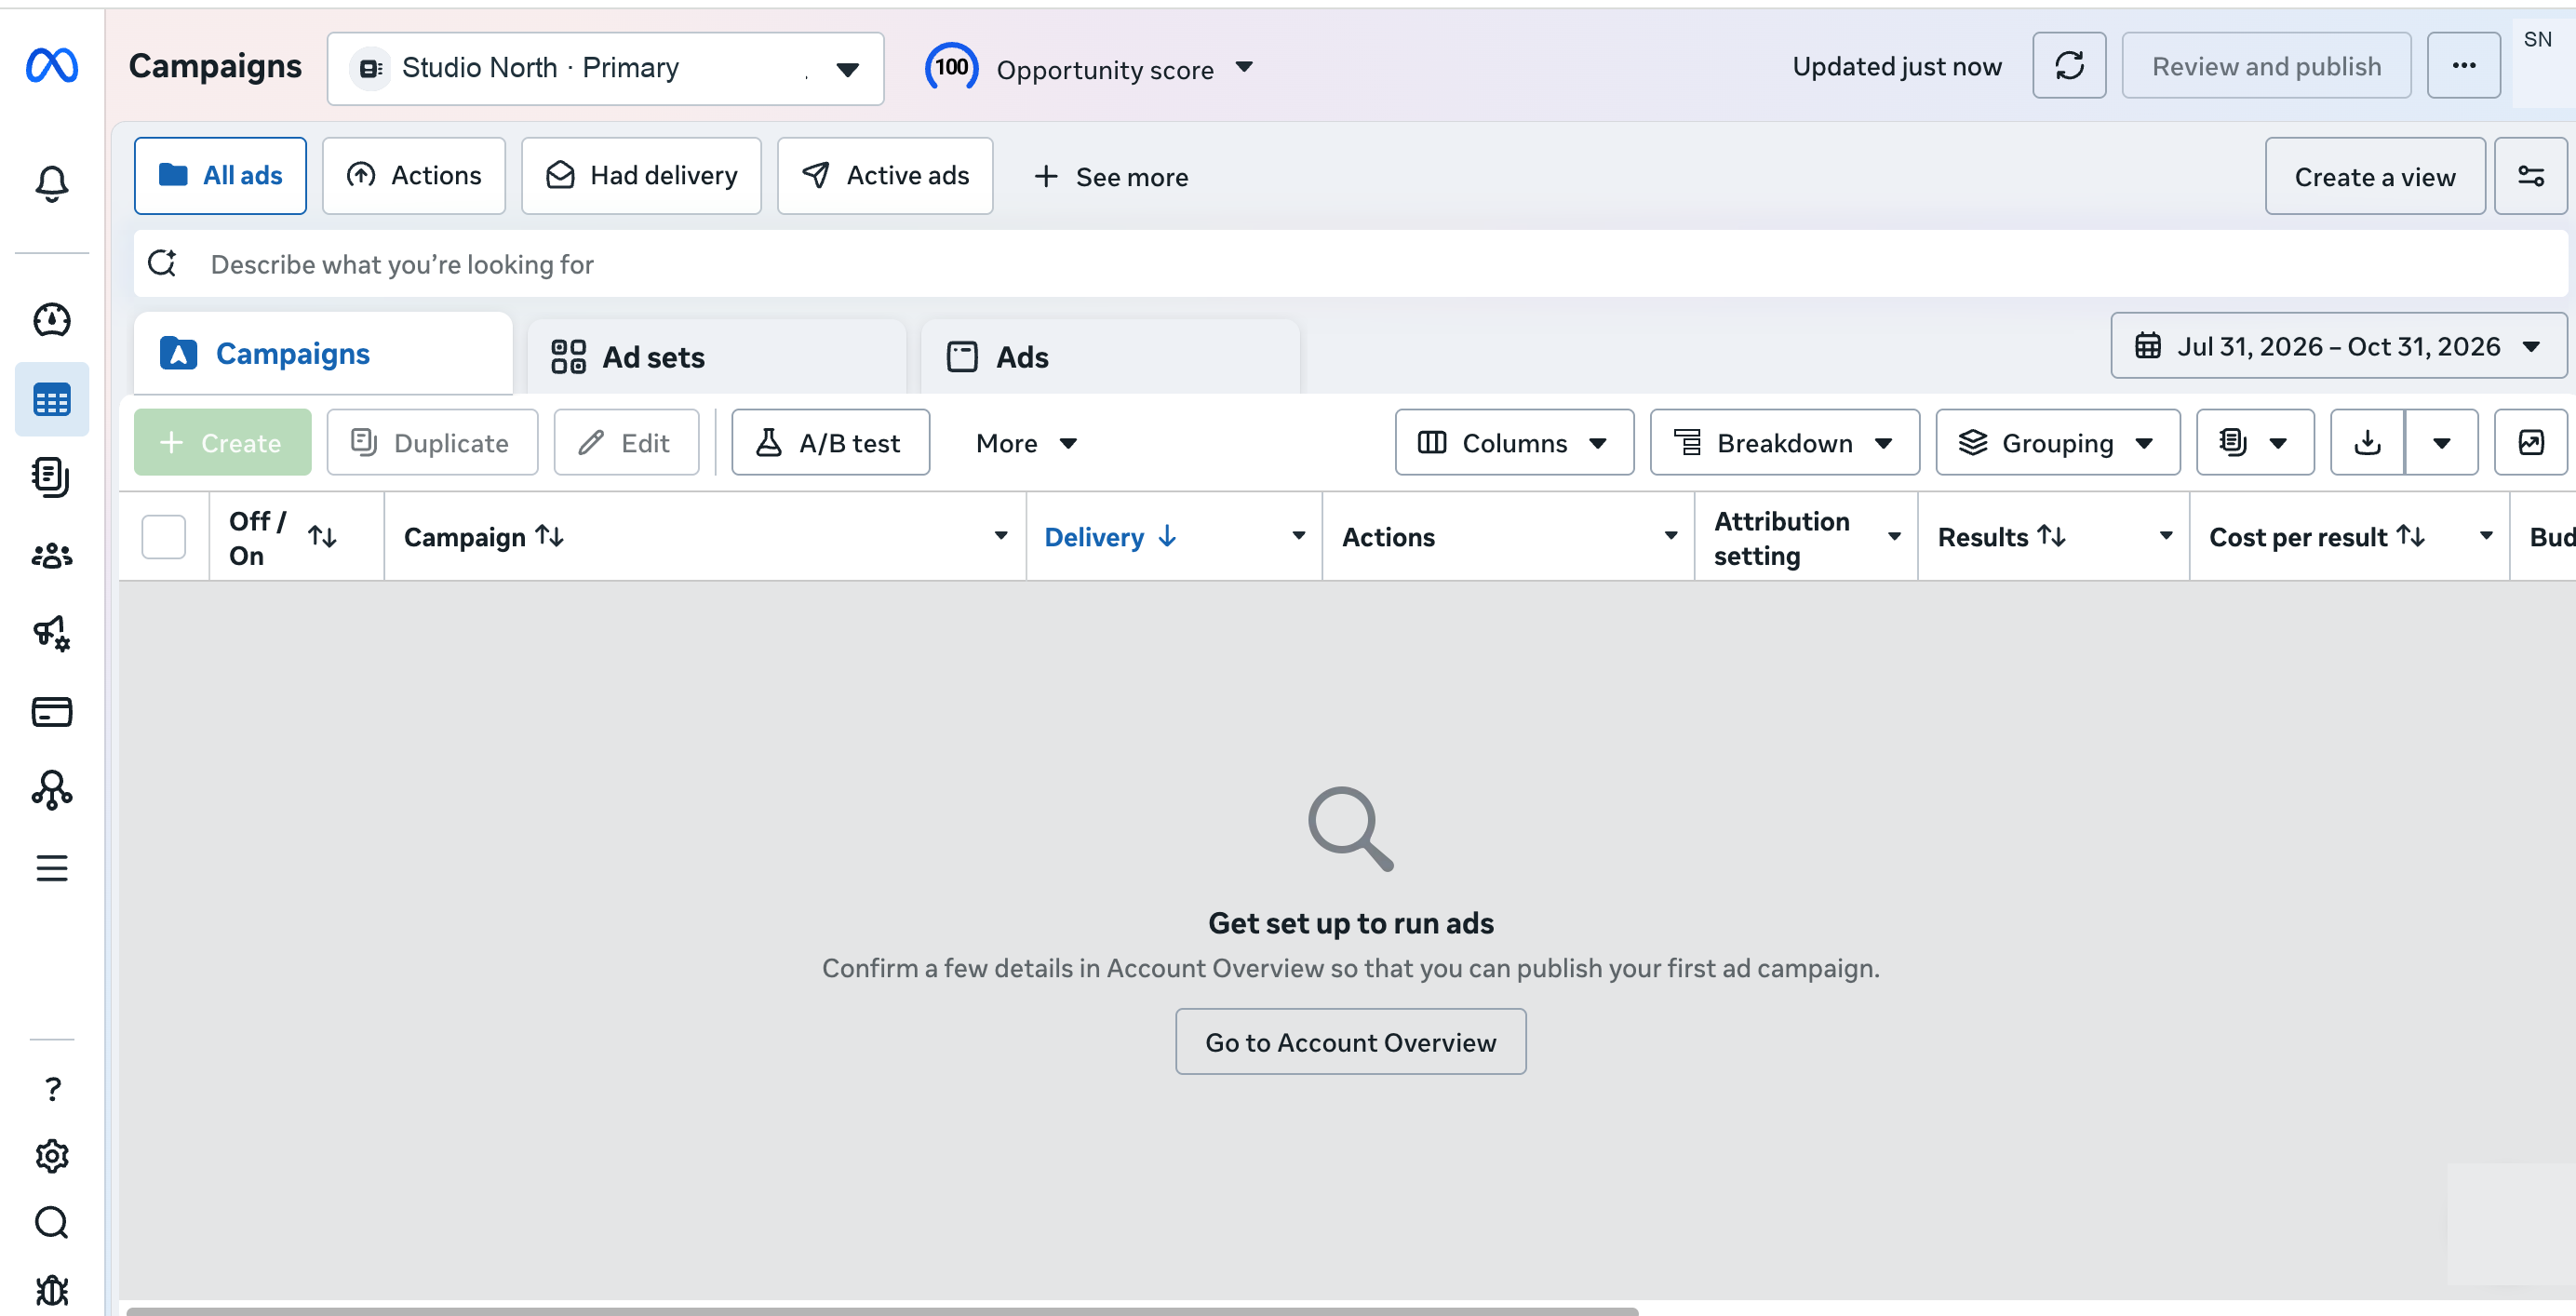 Campaigns
Studio North · Primary
100
Opportunity score
Updated just now
Review and publish
SN
All ads
Actions
Had delivery
Active ads
See more
Create a view
Describe what you’re looking for
Campaigns
Ad sets
Ads
Jul 31, 2026 – Oct 31, 2026
Create
Duplicate
Edit
A/B test
More
Columns
Breakdown
Grouping
Off /
On
Campaign
Delivery
Actions
Attribution
setting
Results
Cost per result
Bud
Get set up to run ads
Confirm a few details in Account Overview so that you can publish your first ad campaign.
Go to Account Overview